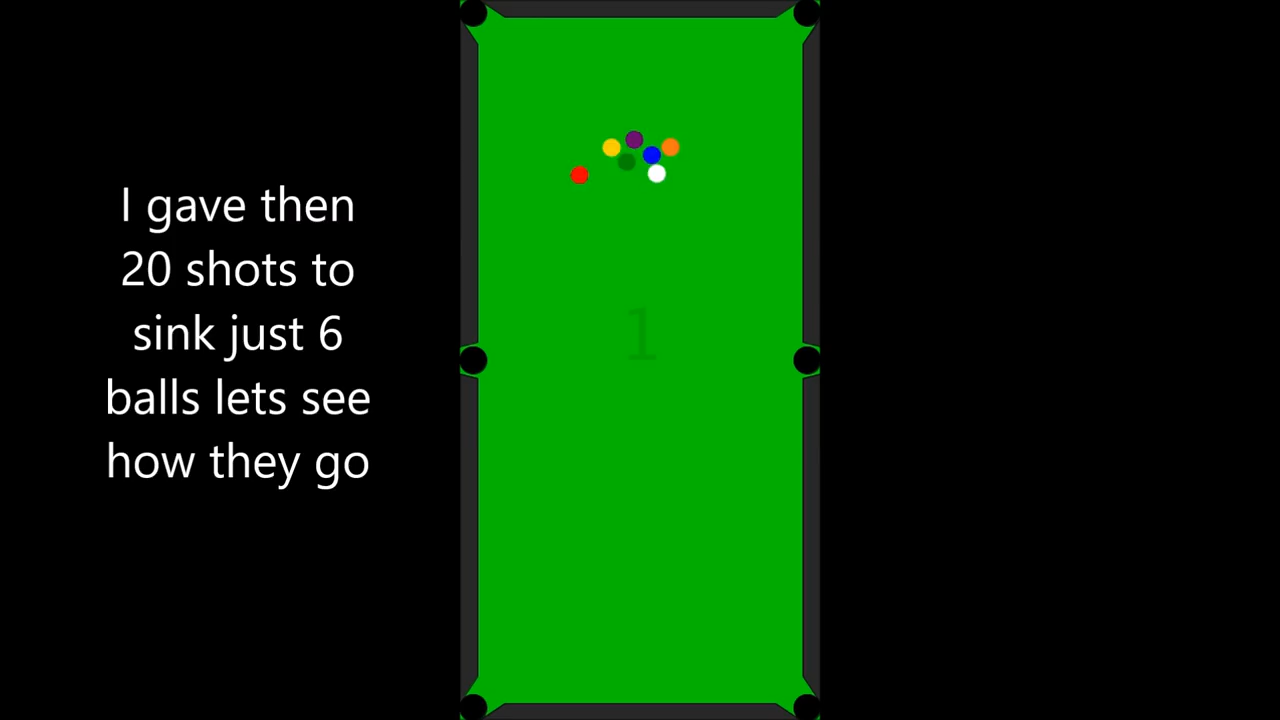 I gave then
20 shots to
sink just 6
balls lets see
how they go
1